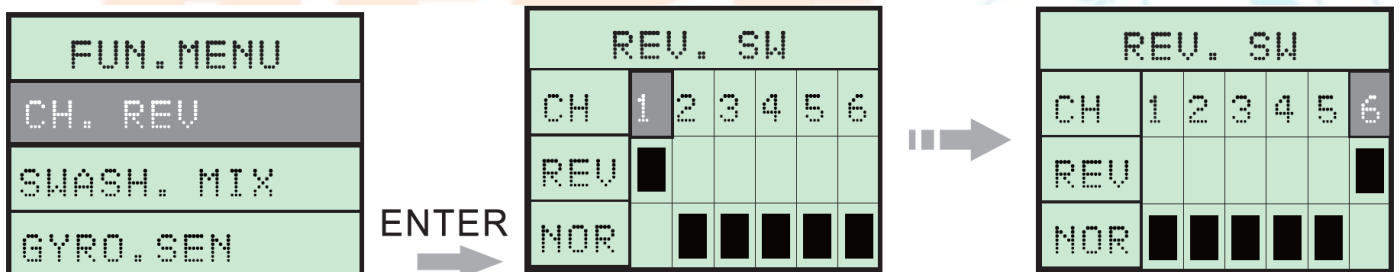 FUN.MENU
CH. REV
SWASH. MIX
GYRO.SEN
ENTER
REV. SW
CH 1 2 3 4 5 6
REV
NOR
REV. SW
CH 1 2 3 4 5 6
REV
NOR